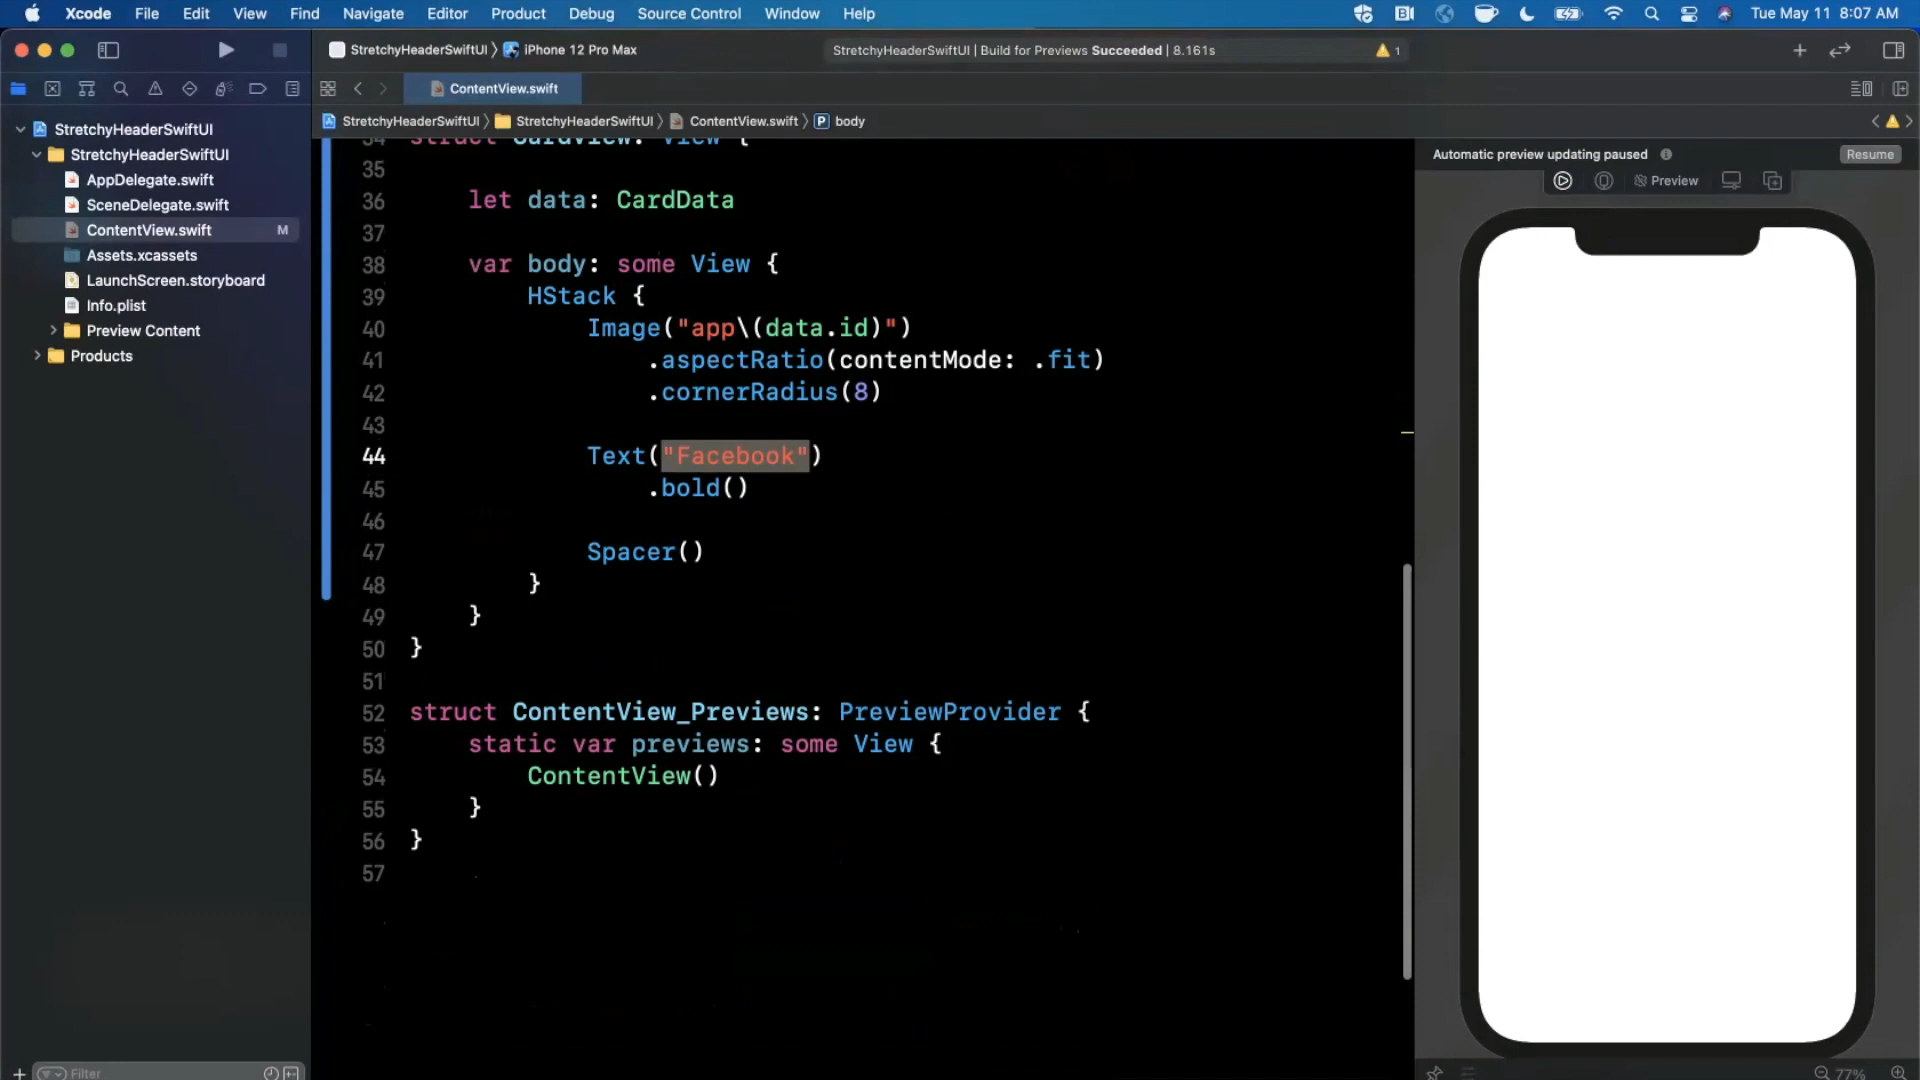 Xcode File Edit View Find Navigate Editor Product Debug Source Control Window Help Tue May 11 8:07 AM
StretchyHeaderSwiftUI 〉 iPhone 12 Pro Max StretchyHeaderSwiftUI | Build for Previews Succeeded | 8.161s 1
ContentView.swift
StretchyHeaderSwiftUI 〉 StretchyHeaderSwiftUI 〉 ContentView.swift 〉 P body
StretchyHeaderSwiftUI
StretchyHeaderSwiftUI
AppDelegate.swift
SceneDelegate.swift
ContentView.swift M
Assets.xcassets
LaunchScreen.storyboard
Info.plist
Preview Content
Products
Filter
34 struct CardView: View {
35
36 let data: CardData
37
38 var body: some View {
39 HStack {
40 Image("app\(data.id)")
41 .aspectRatio(contentMode: .fit)
42 .cornerRadius(8)
43
44 Text("Facebook")
45 .bold()
46
47 Spacer()
48 }
49 }
50 }
51
52 struct ContentView_Previews: PreviewProvider {
53 static var previews: some View {
54 ContentView()
55 }
56 }
57
Automatic preview updating paused Resume
Preview
77%